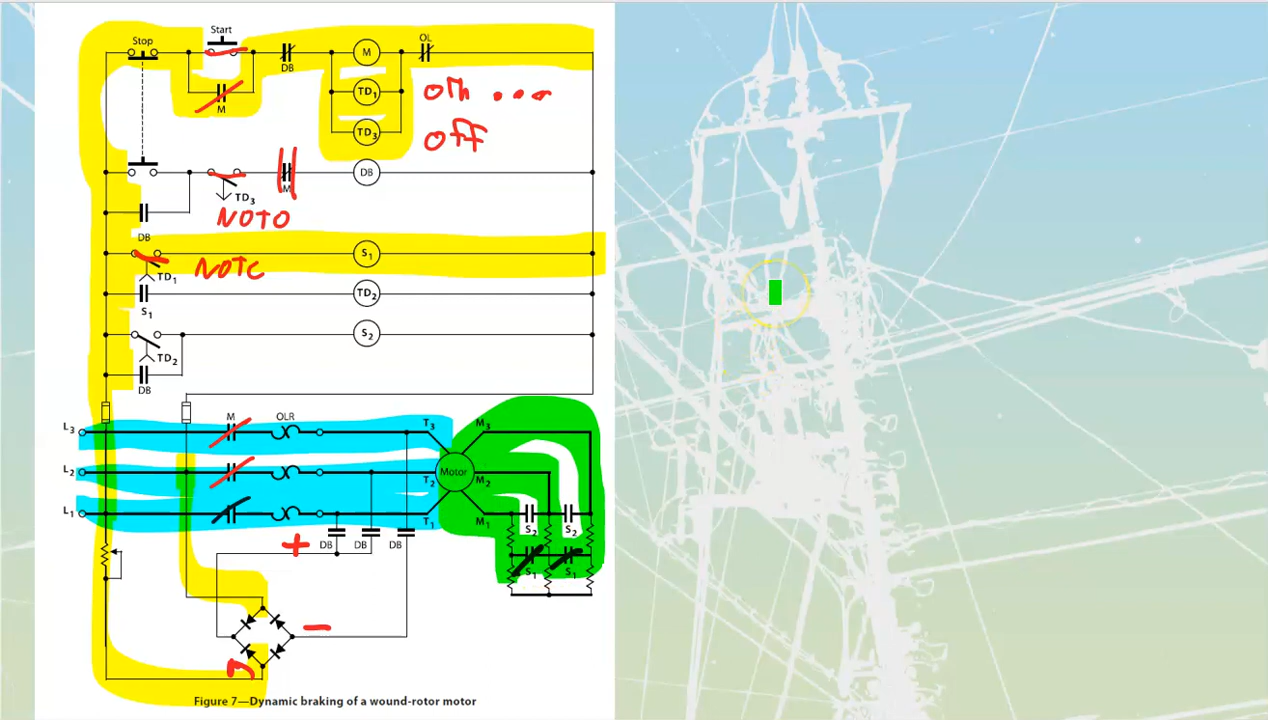 Start
Stop
OL
M
DB
M
TD1
Oth ...
TD3
Off
DB
M
TD3
NOTO
DB
S1
NOTC
TD1
TD2
S1
S2
TD2
DB
M
OLR
L3
T3
M3
L2
T2
Motor
M2
L1
T1
M1
S2
S2
+
DB
DB
DB
S1
S1
–
Figure 7—Dynamic braking of a wound-rotor motor